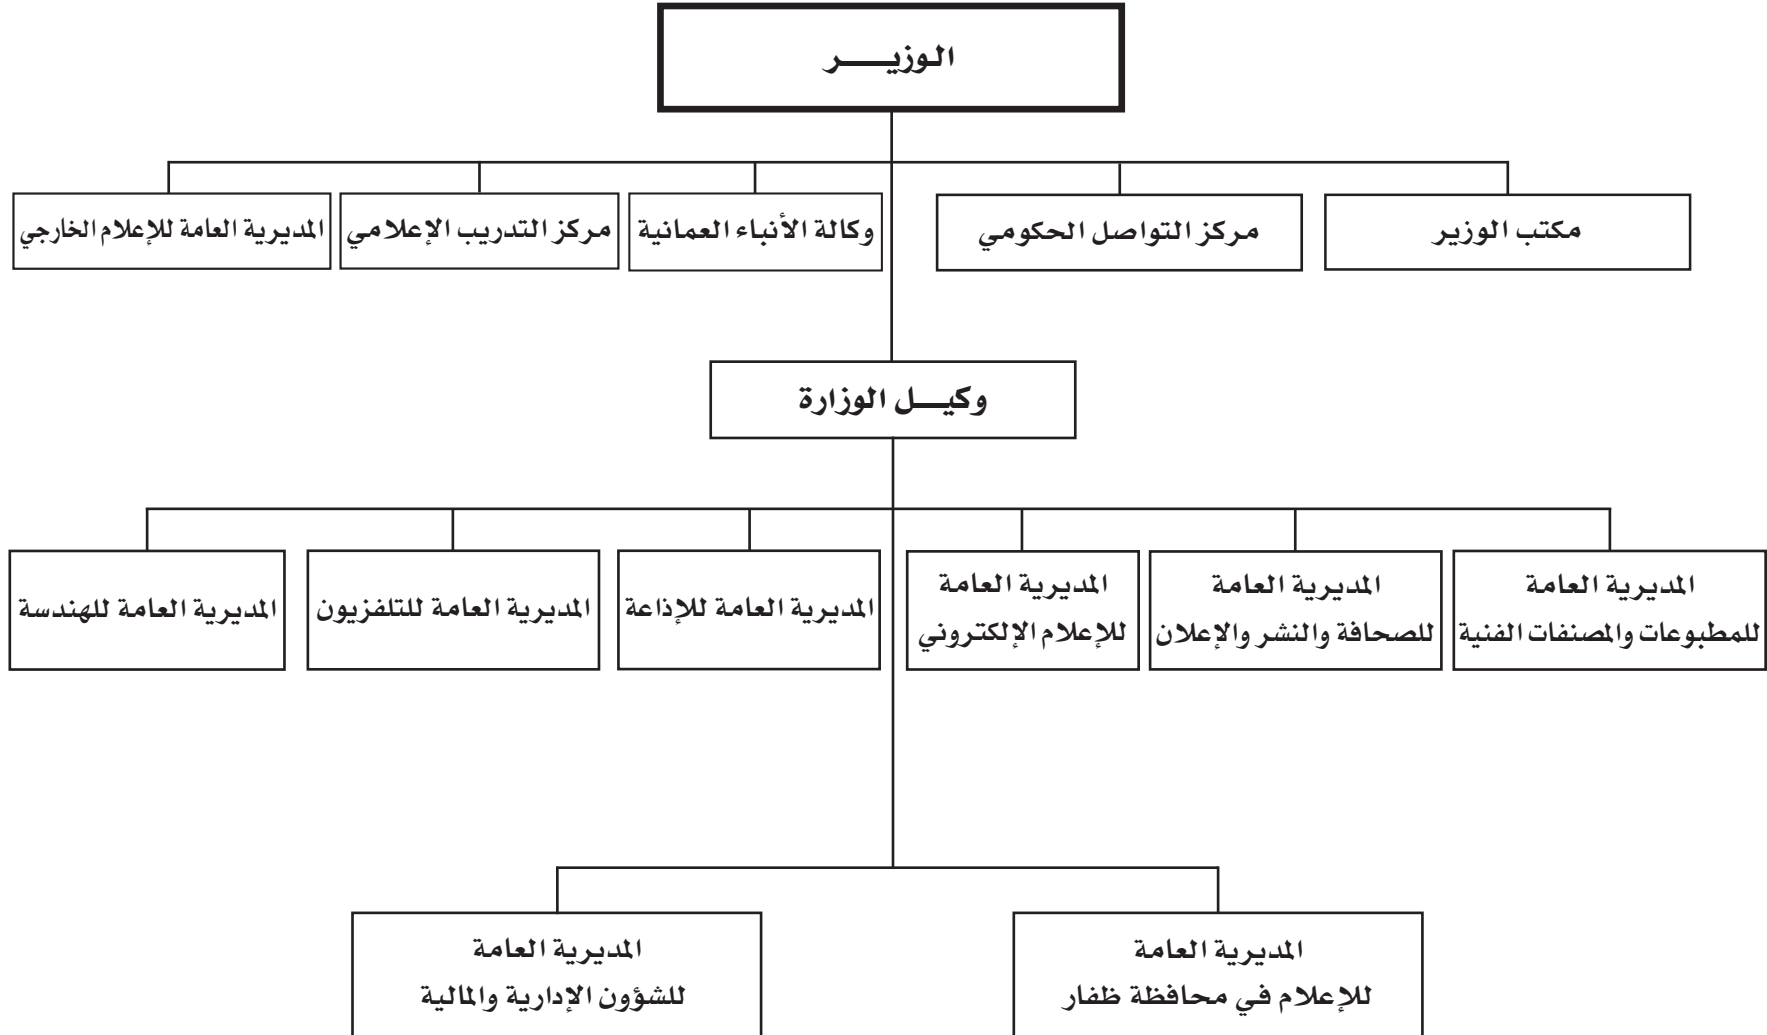 الوزيـــــر
مكتب الوزير
مركز التواصل الحكومي
وكالة الأنباء العمانية
مركز التدريب الإعلامي
المديرية العامة للإعلام الخارجي
وكيـــل الوزارة
المديرية العامة
للمطبوعات والمصنفات الفنية
المديرية العامة
للصحافة والنشر والإعلان
المديرية العامة
للإعلام الإلكتروني
المديرية العامة للإذاعة
المديرية العامة للتلفزيون
المديرية العامة للهندسة
المديرية العامة
للإعلام في محافظة ظفار
المديرية العامة
للشؤون الإدارية والمالية